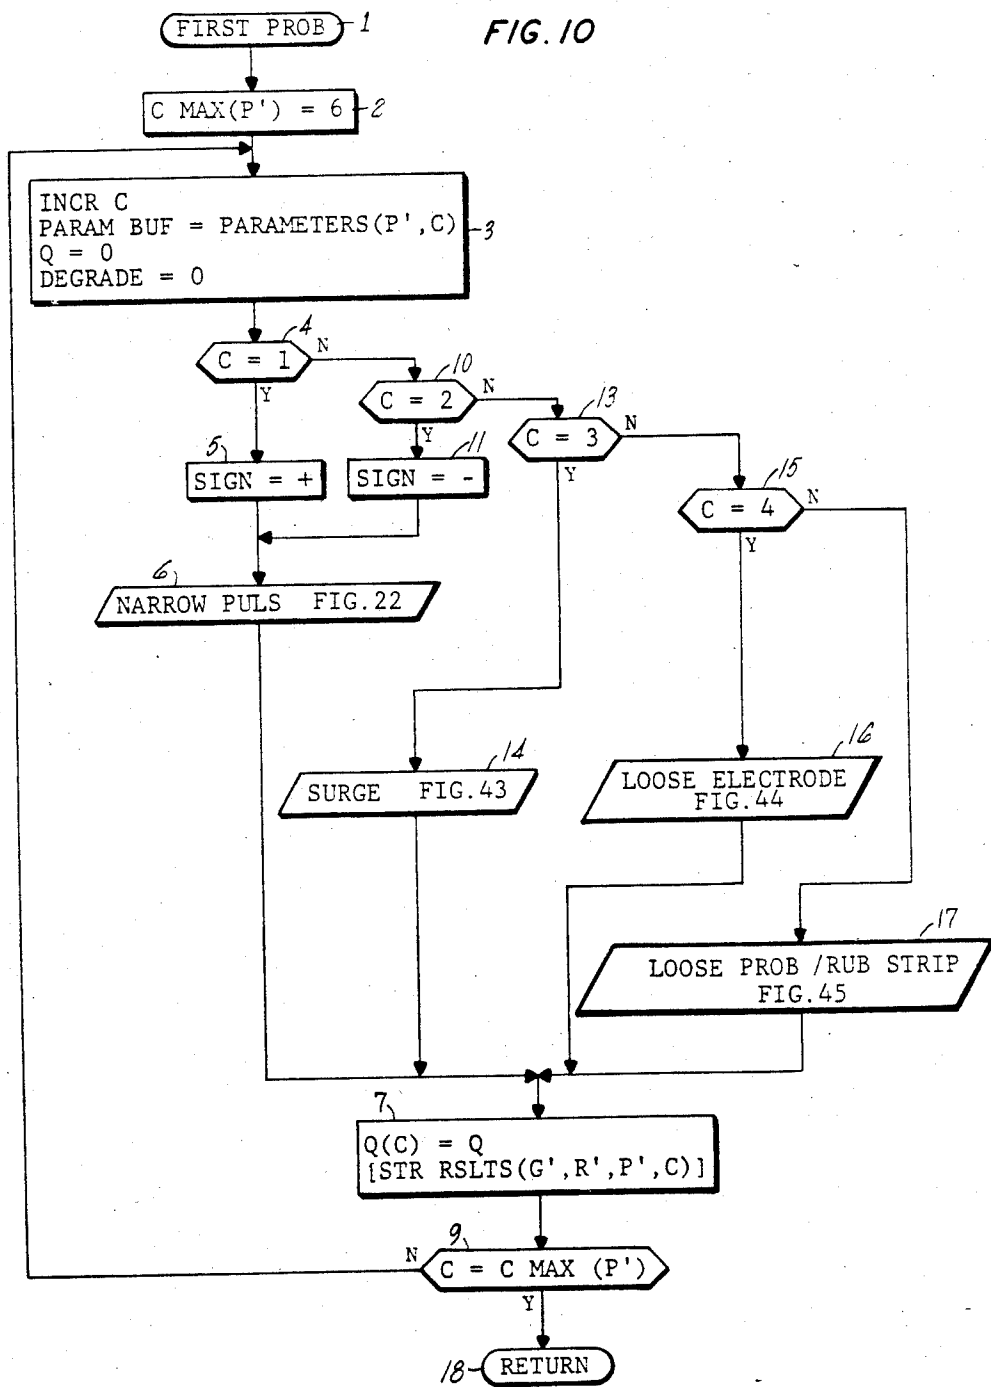 FIG. 10
FIRST PROB 1
C MAX(P') = 6 2
INCR C
PARAM BUF = PARAMETERS(P',C) 3
Q = 0
DEGRADE = 0
4
C = 1 N
Y
10
C = 2 N
Y
13
C = 3 N
Y
15
C = 4 N
Y
5
SIGN = +
11
SIGN = -
6
NARROW PULS FIG.22
14
SURGE FIG.43
16
LOOSE ELECTRODE
FIG.44
17
LOOSE PROB /RUB STRIP
FIG.45
7
Q(C) = Q
[STR RSLTS(G',R',P',C)]
9
N C = C MAX (P')
Y
18 RETURN